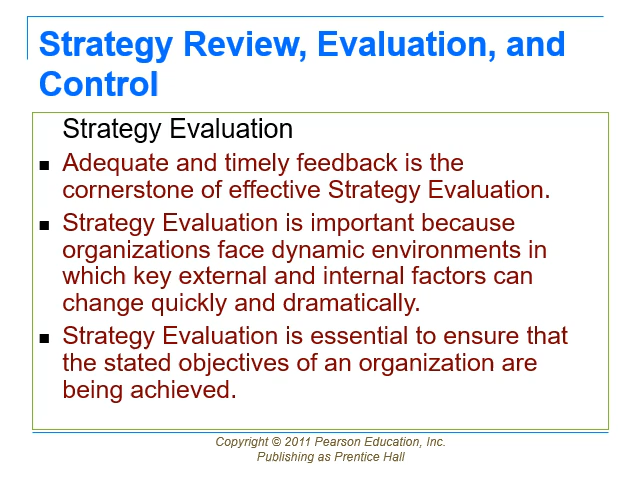 Strategy Review, Evaluation, and
Control
Strategy Evaluation
■ Adequate and timely feedback is the
cornerstone of effective Strategy Evaluation.
■ Strategy Evaluation is important because
organizations face dynamic environments in
which key external and internal factors can
change quickly and dramatically.
■ Strategy Evaluation is essential to ensure that
the stated objectives of an organization are
being achieved.
Copyright © 2011 Pearson Education, Inc.
Publishing as Prentice Hall